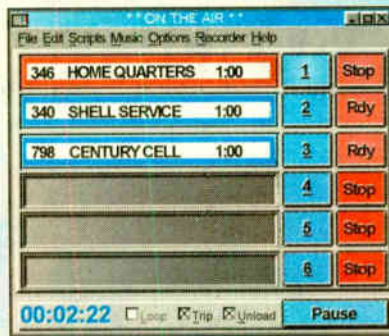 ** ON THE AIR **
File Edit Scripts Music Options Recorder Help
346 HOME QUARTERS 1:00 1 Stop
340 SHELL SERVICE 1:00 2 Rdy
798 CENTURY CELL 1:00 3 Rdy
4 Stop
5 Stop
6 Stop
00:02:22 Loop Trip Unload Pause